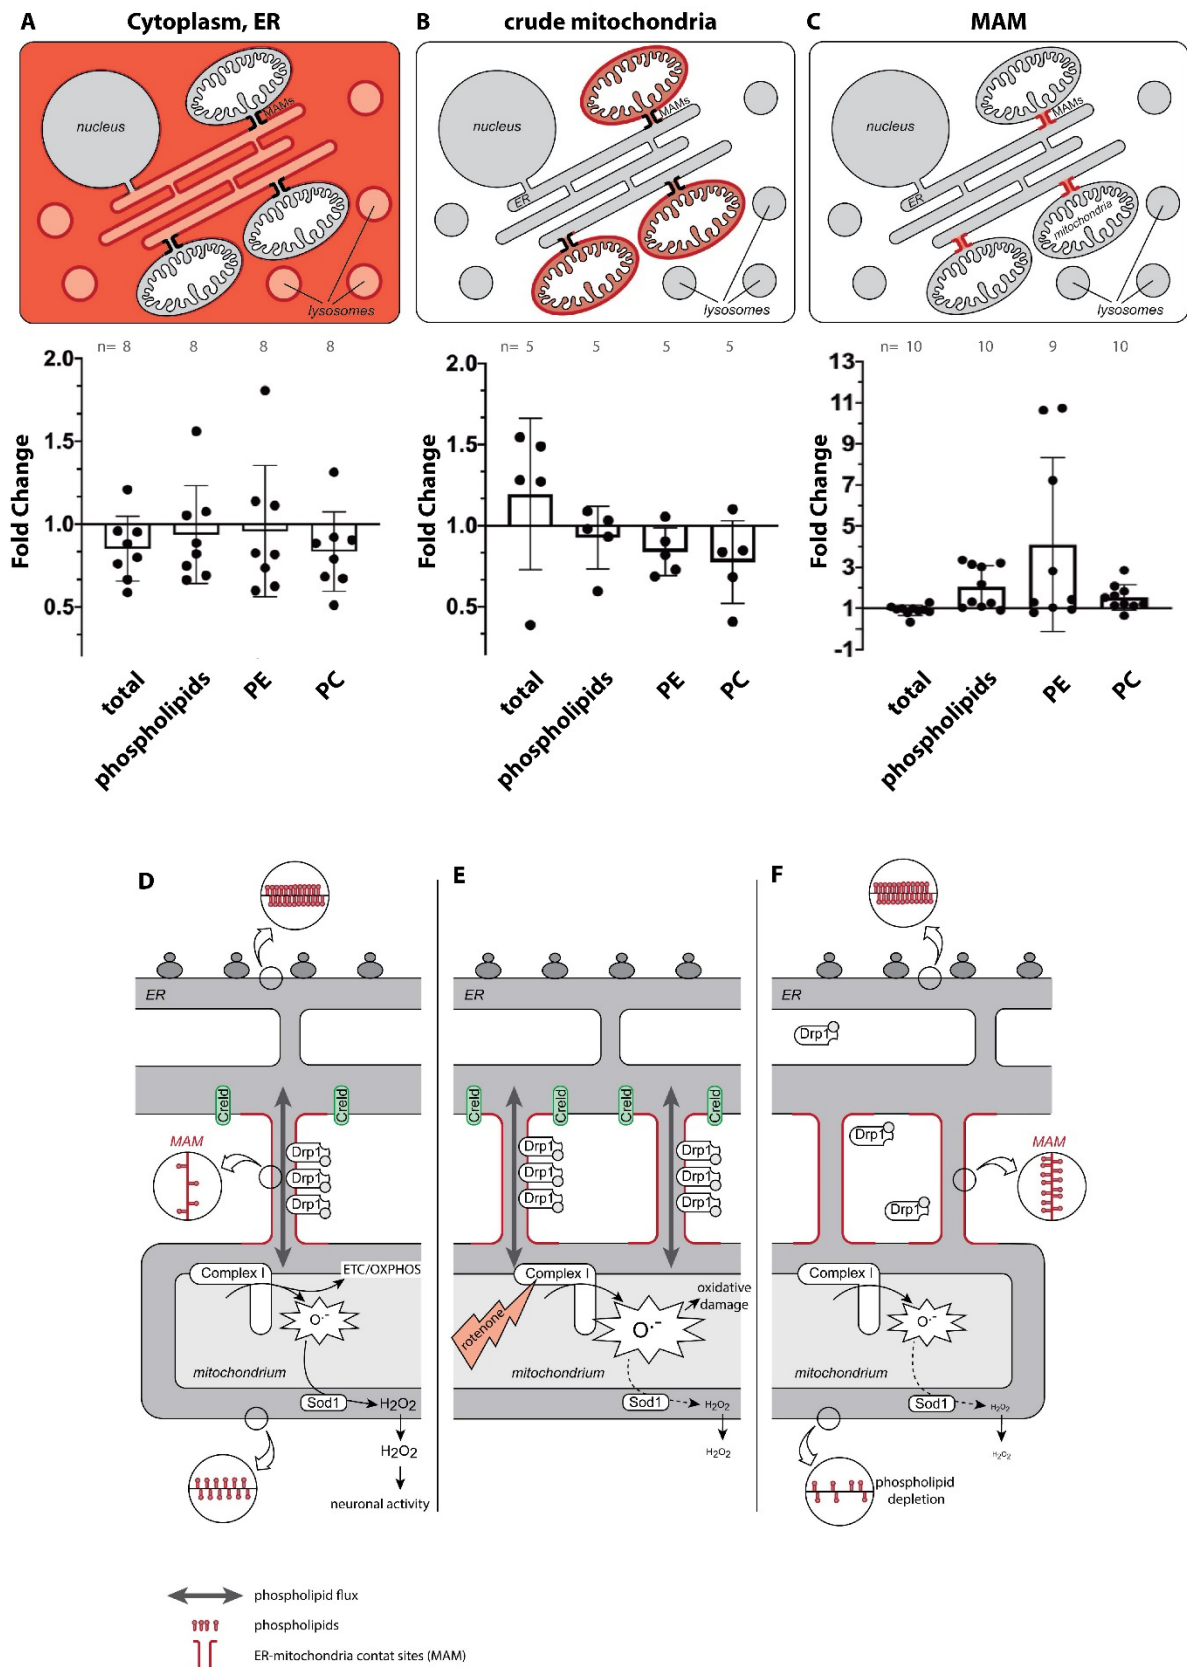 A Cytoplasm, ER
nucleus
MAMs
lysosomes
n= 8 8 8 8
Fold Change
2.0
1.5
1.0
0.5
total
phospholipids
PE
PC
B crude mitochondria
nucleus
MAMs
ER
lysosomes
n= 5 5 5 5
Fold Change
2.0
1.5
1.0
0.5
total
phospholipids
PE
PC
C MAM
nucleus
MAMs
ER
mitochondria
lysosomes
n= 10 10 9 10
Fold Change
13
11
9
7
5
3
1
-1
total
phospholipids
PE
PC
D
ER
Creld
Creld
MAM
Drp1
Drp1
Drp1
Complex I
ETC/OXPHOS
O·-
mitochondrium
Sod1
H2O2
H2O2
neuronal activity
E
ER
Creld
Creld
Creld
Creld
Drp1
Drp1
Drp1
Drp1
Drp1
Drp1
Complex I
oxidative
damage
rotenone
O·-
mitochondrium
Sod1
H2O2
H2O2
F
ER
Drp1
Drp1
MAM
Drp1
Complex I
O·-
mitochondrium
Sod1
H2O2
H2O2
phospholipid
depletion
phospholipid flux
phospholipids
ER-mitochondria contat sites (MAM)